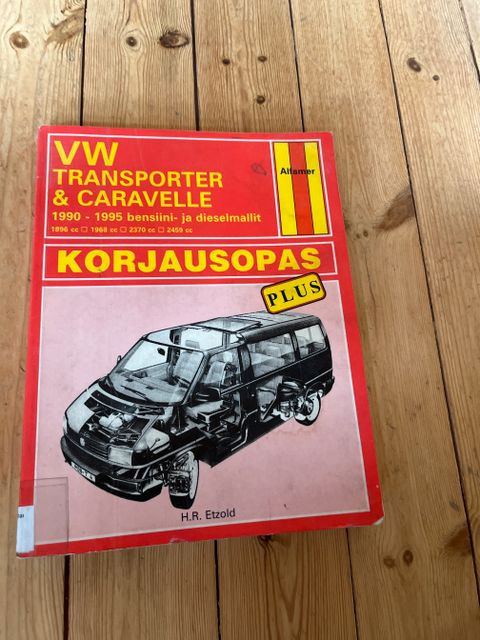 VW
TRANSPORTER
& CARAVELLE
1990 - 1995 bensiini- ja dieselmallit
1896 cc □ 1968 cc □ 2370 cc □ 2459 cc
Alfamer
KORJAUSOPAS
PLUS
H.R. Etzold